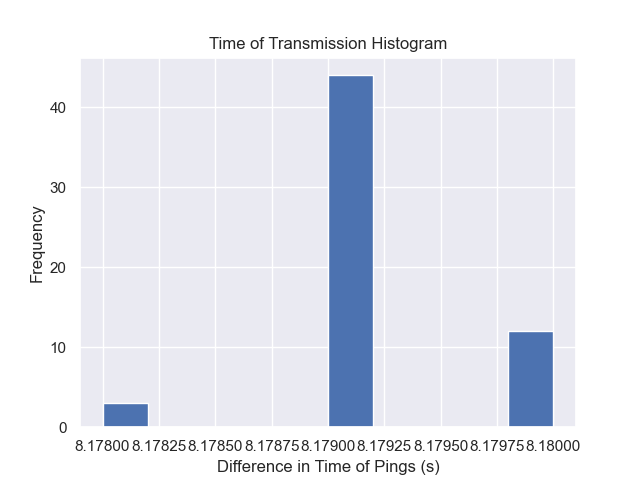 Time of Transmission Histogram
40
30
20
10
0
Frequency
8.17800 8.17825 8.17850 8.17875 8.17900 8.17925 8.17950 8.17975 8.18000
Difference in Time of Pings (s)